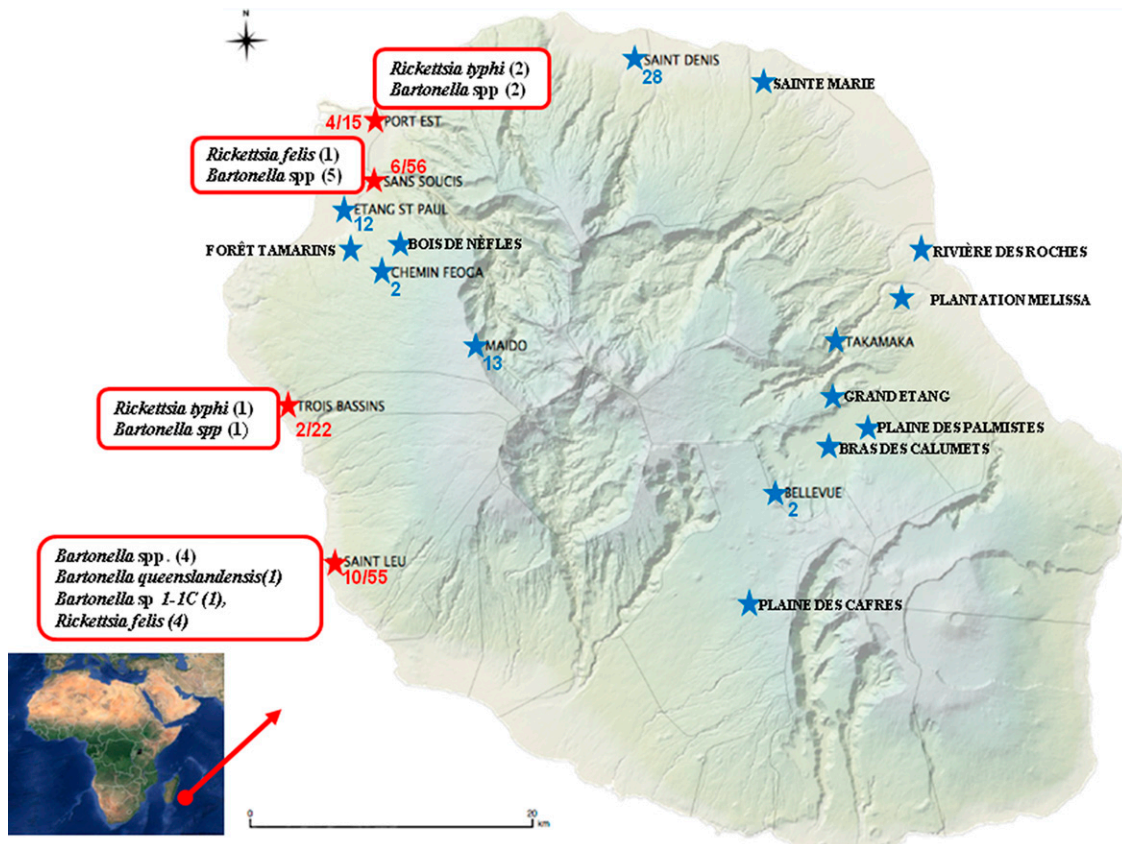 N
Rickettsia typhi (2)
Bartonella spp (2)
SAINT DENIS
28
SAINTE MARIE
4/15
PORT EST
Rickettsia felis (1)
Bartonella spp (5)
6/56
SANS SOUCIS
ETANG ST PAUL
12
FORÊT TAMARINS
BOIS DE NÈFLES
CHEMIN FEOGA
2
RIVIÈRE DES ROCHES
PLANTATION MELISSA
MAIDO
13
TAKAMAKA
GRAND ETANG
Rickettsia typhi (1)
Bartonella spp (1)
TROIS BASSINS
2/22
PLAINE DES PALMISTES
BRAS DES CALUMETS
BELLEVUE
2
Bartonella spp. (4)
Bartonella queenslandensis(1)
Bartonella sp 1-1C (1),
Rickettsia felis (4)
SAINT LEU
10/55
PLAINE DES CAFRES
0
20
km